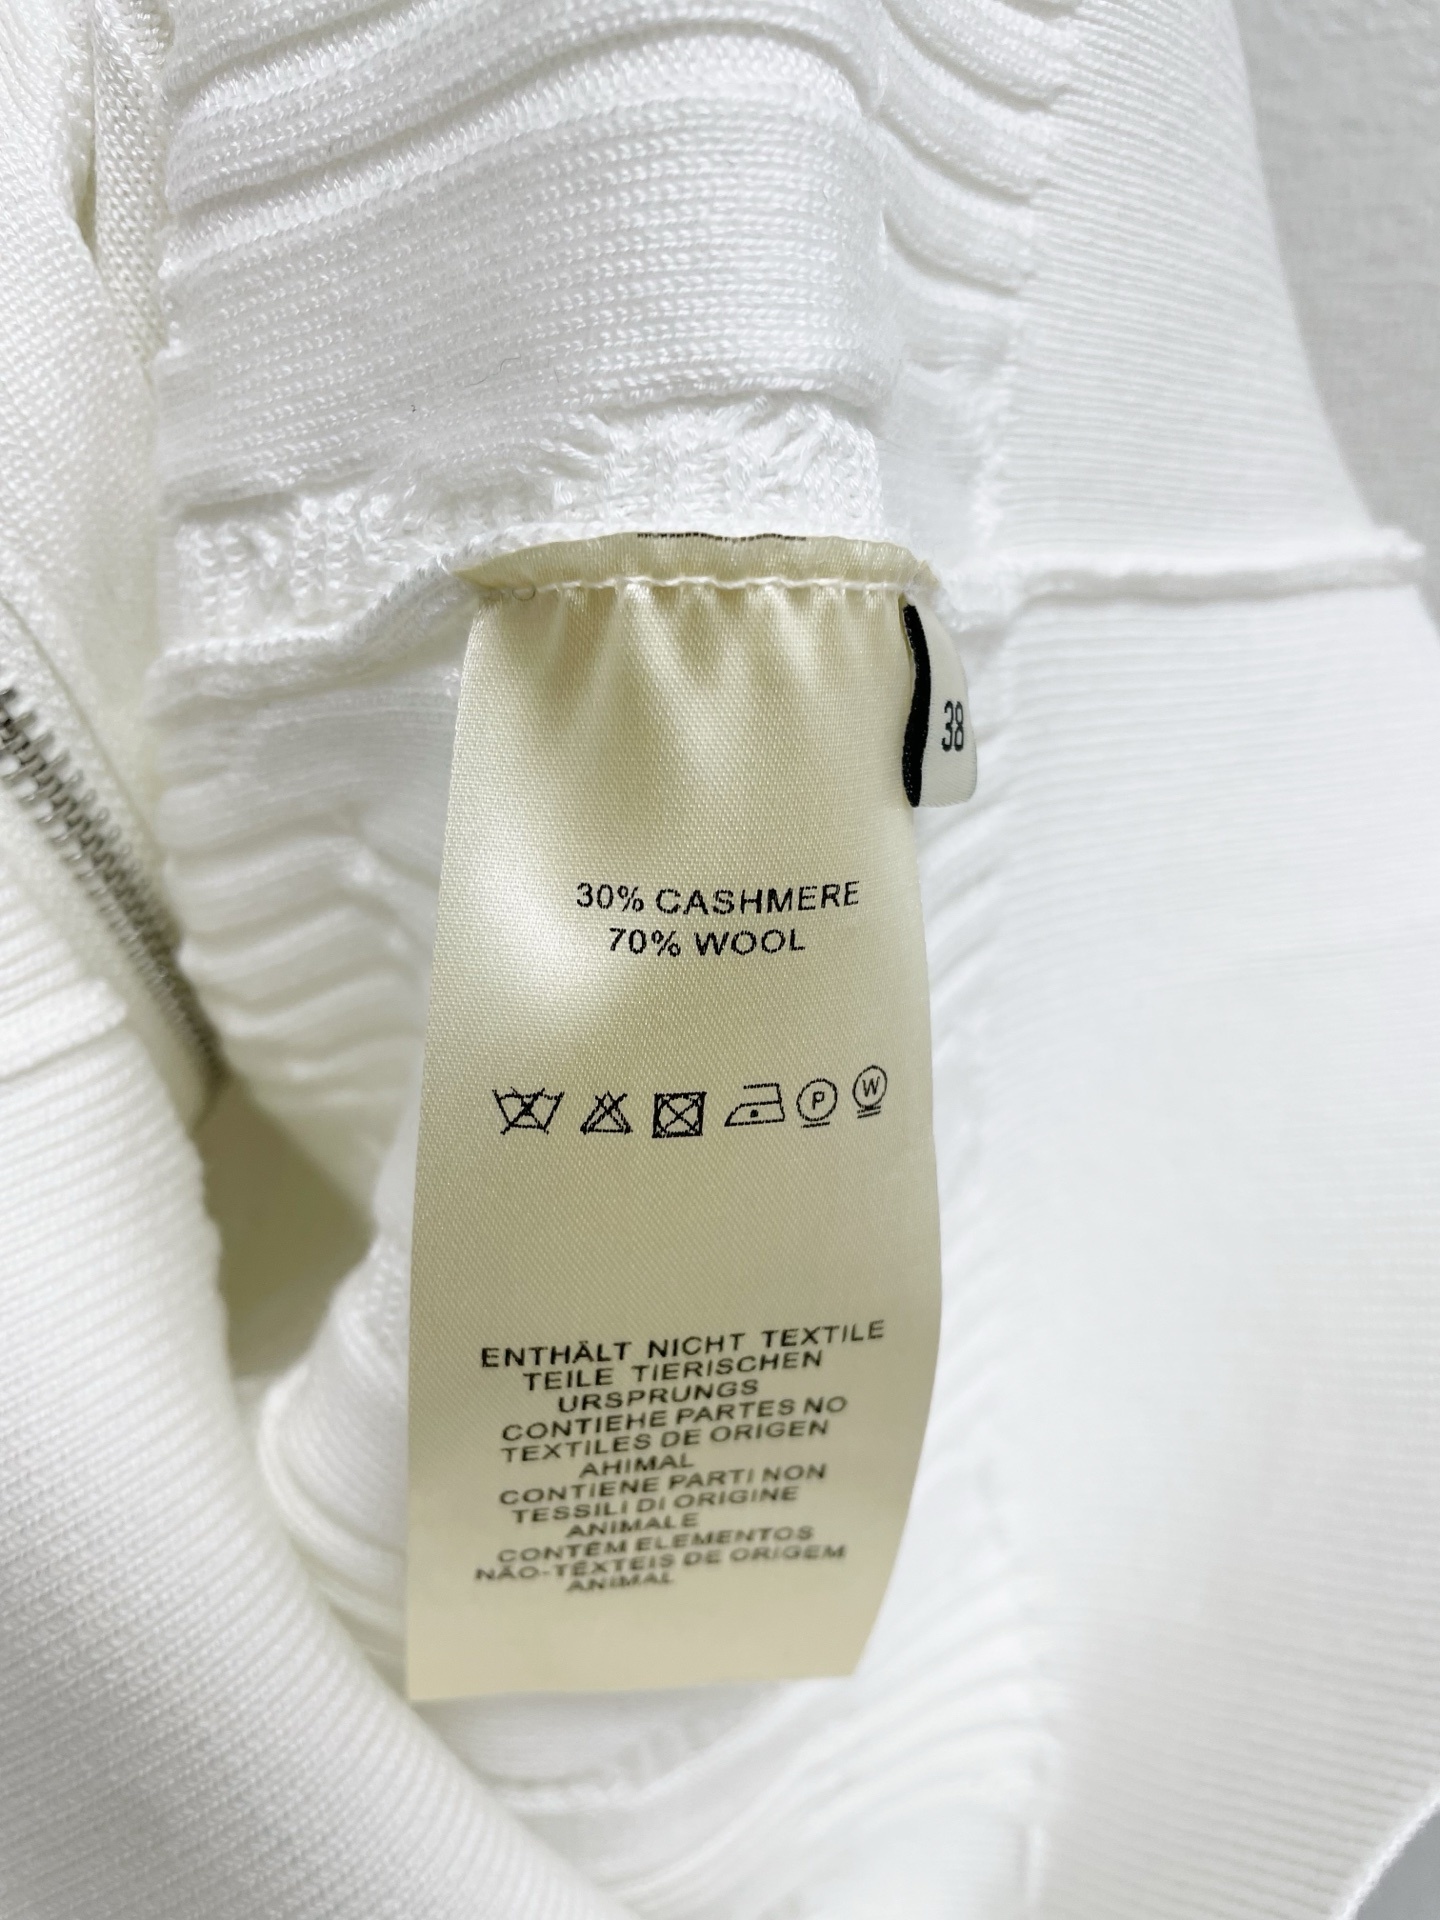 38
30% CASHMERE
70% WOOL
P
W
ENTHÄLT NICHT TEXTILE
TEILE TIERISCHEN
URSPRUNGS
CONTIEHE PARTES NO
TEXTILES DE ORIGEN
AHIMAL
CONTIENE PARTI NON
TESSILI DI ORIGINE
ANIMALE
CONTÉM ELEMENTOS
NÃO-TÊXTEIS DE ORIGEM
ANIMAL